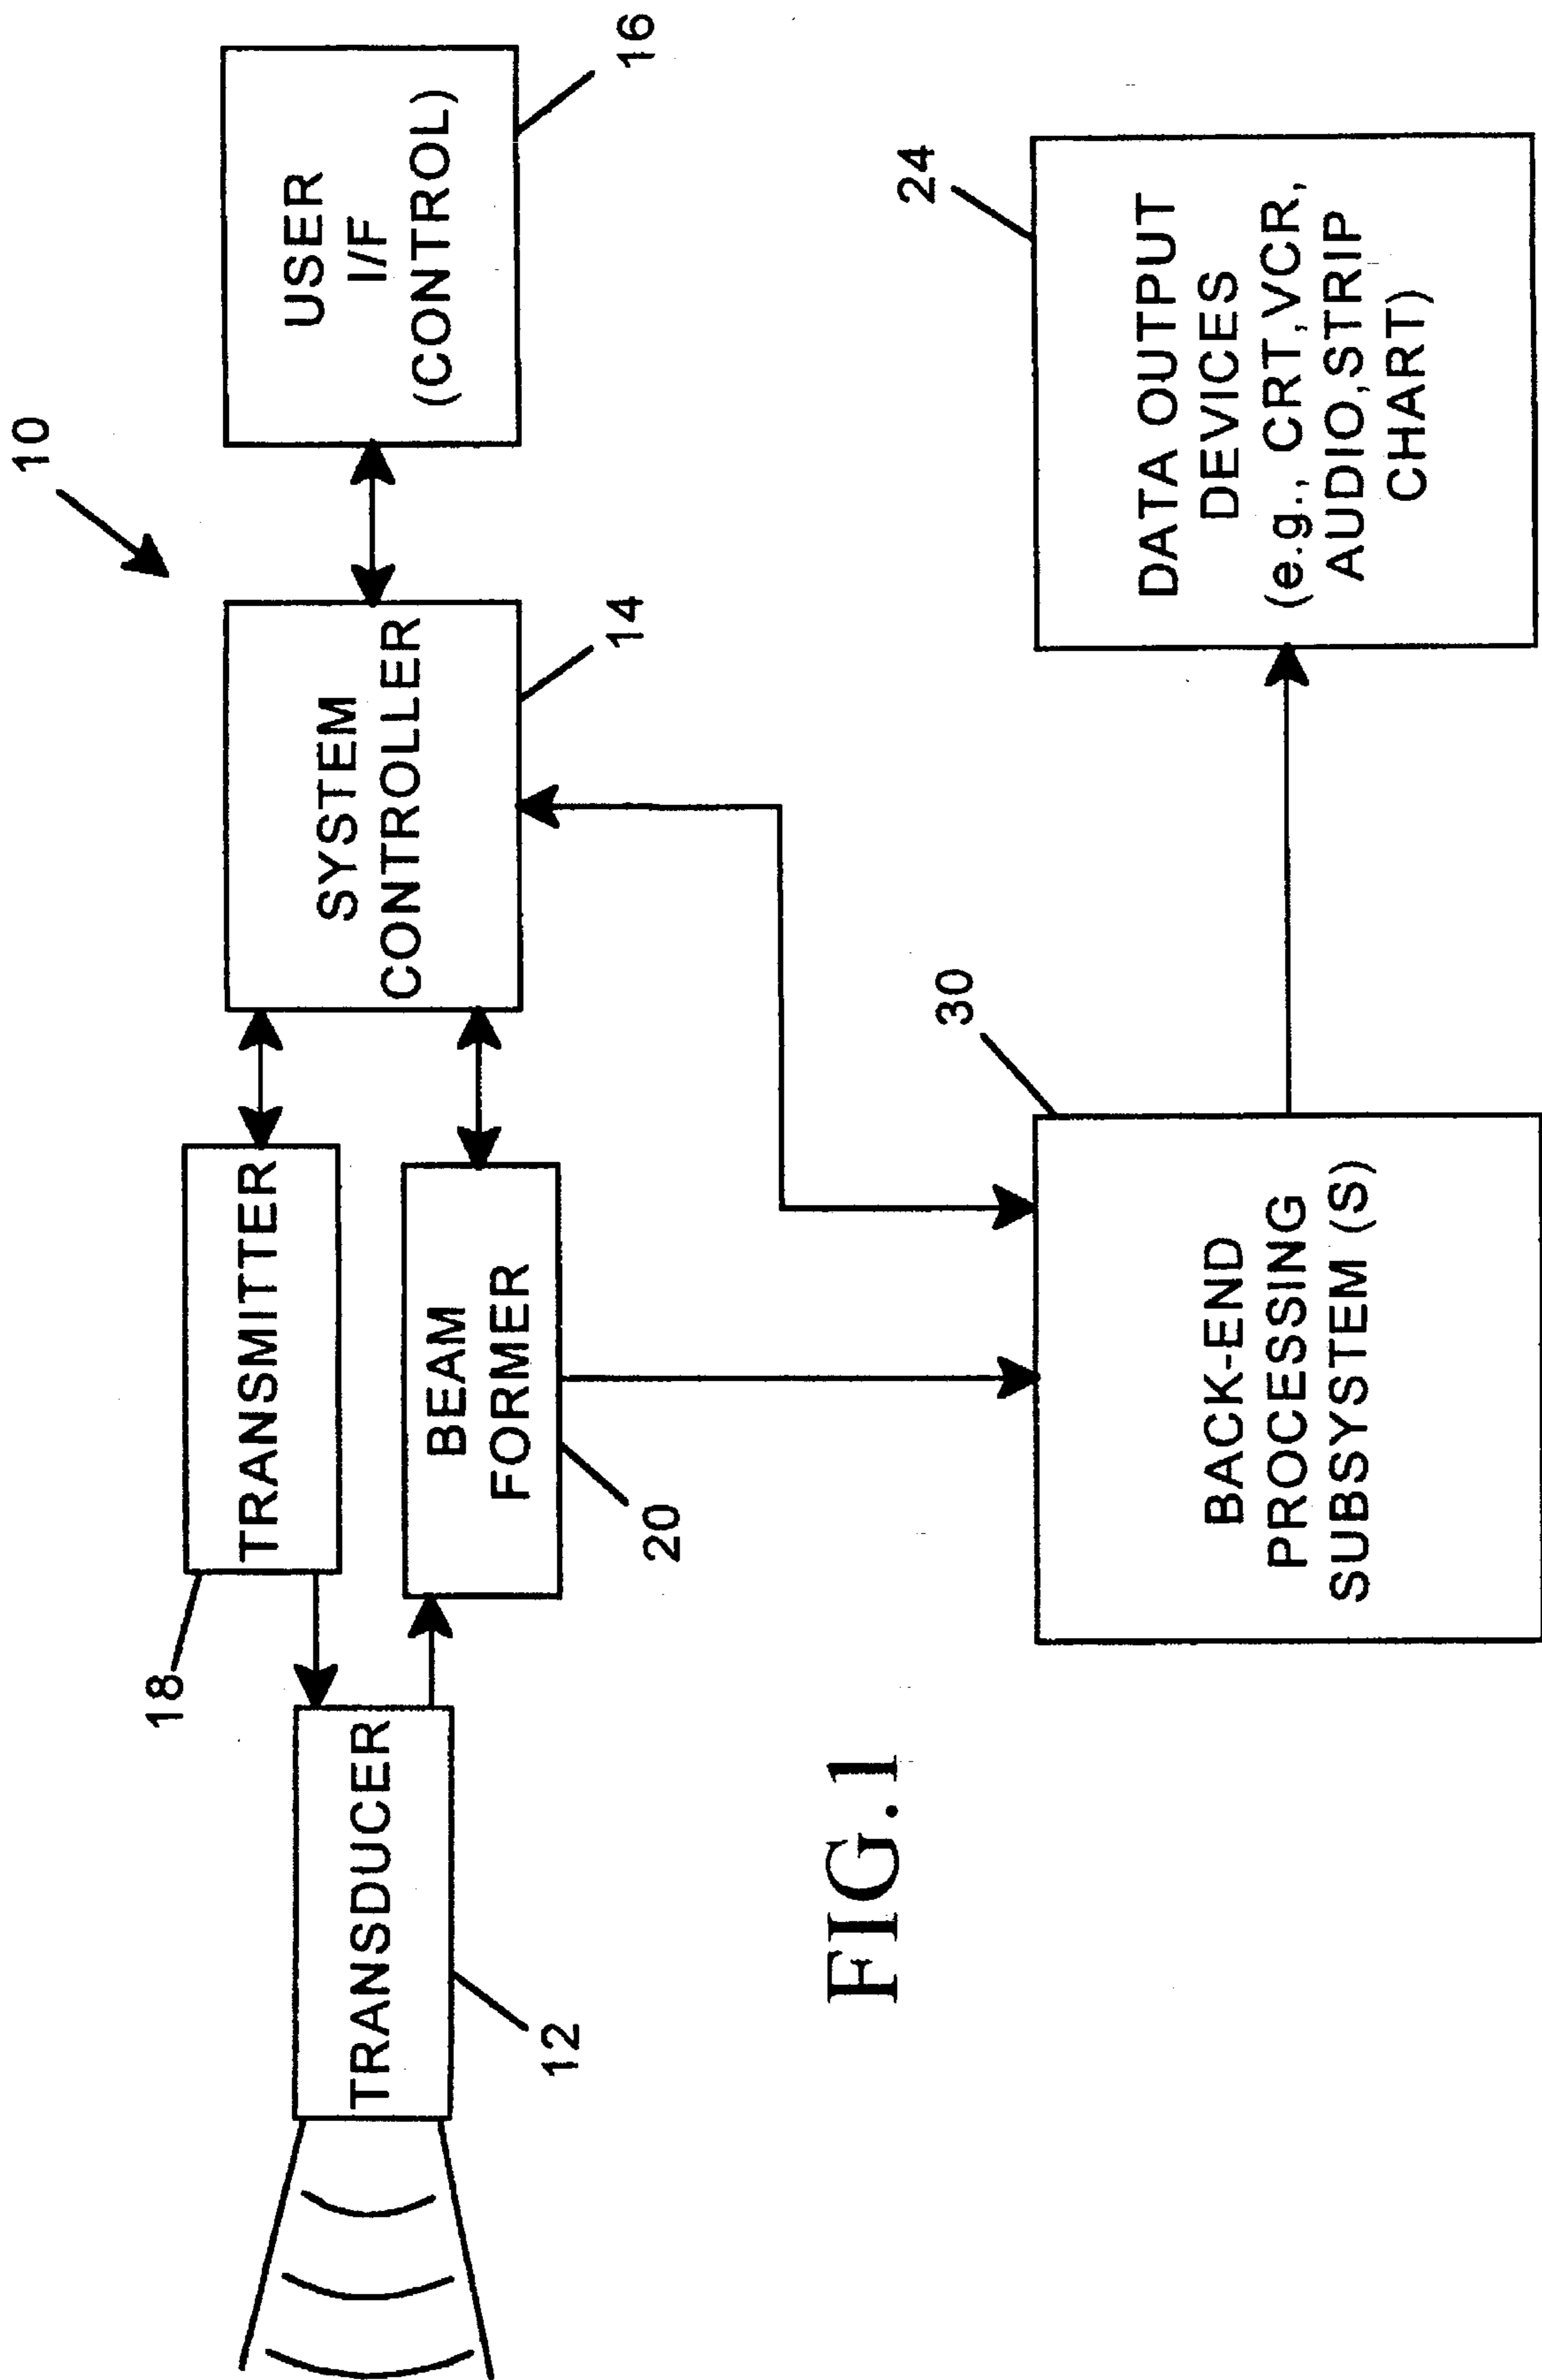 10
TRANSMITTER
18
SYSTEM
CONTROLLER
14
USER
I/F
(CONTROL)
16
TRANSDUCER
12
BEAM
FORMER
20
BACK-END
PROCESSING
SUBSYSTEM (S)
30
DATA OUTPUT
DEVICES
(e.g., CRT,VCR,
AUDIO,STRIP
CHART)
24
FIG.1